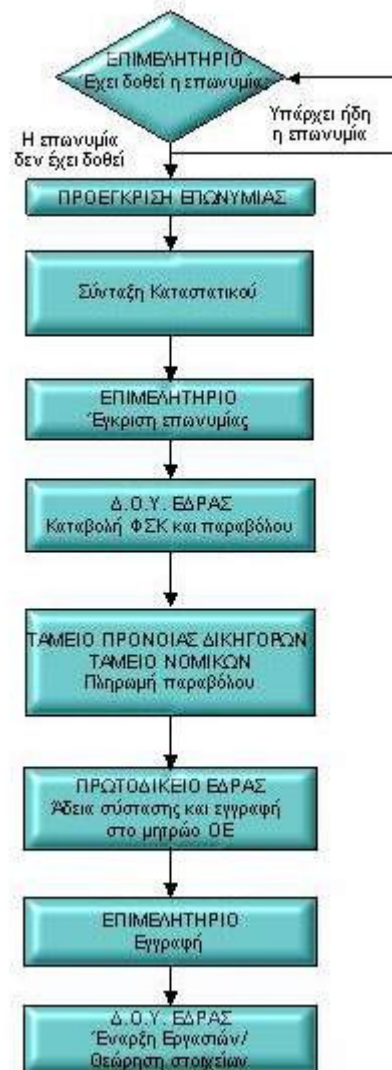 ΕΠΙΜΕΛΗΤΗΡΙΟ
Έχει δοθεί η επωνυμία;
Υπάρχει ήδη
η επωνυμία
Η επωνυμία
δεν έχει δοθεί
ΠΡΟΕΓΚΡΙΣΗ ΕΠΩΝΥΜΙΑΣ
Σύνταξη Καταστατικού
ΕΠΙΜΕΛΗΤΗΡΙΟ
Έγκριση επωνυμίας
Δ.Ο.Υ. ΕΔΡΑΣ
Καταβολή ΦΣΚ και παραβόλου
ΤΑΜΕΙΟ ΠΡΟΝΟΙΑΣ ΔΙΚΗΓΟΡΩΝ
ΤΑΜΕΙΟ ΝΟΜΙΚΩΝ
Πληρωμή παραβόλου
ΠΡΩΤΟΔΙΚΕΙΟ ΕΔΡΑΣ
Άδεια σύστασης και εγγραφή
στο μητρώο ΟΕ
ΕΠΙΜΕΛΗΤΗΡΙΟ
Εγγραφή
Δ.Ο.Υ. ΕΔΡΑΣ
Έναρξη Εργασιών/
Θεώρηση στοιχείων